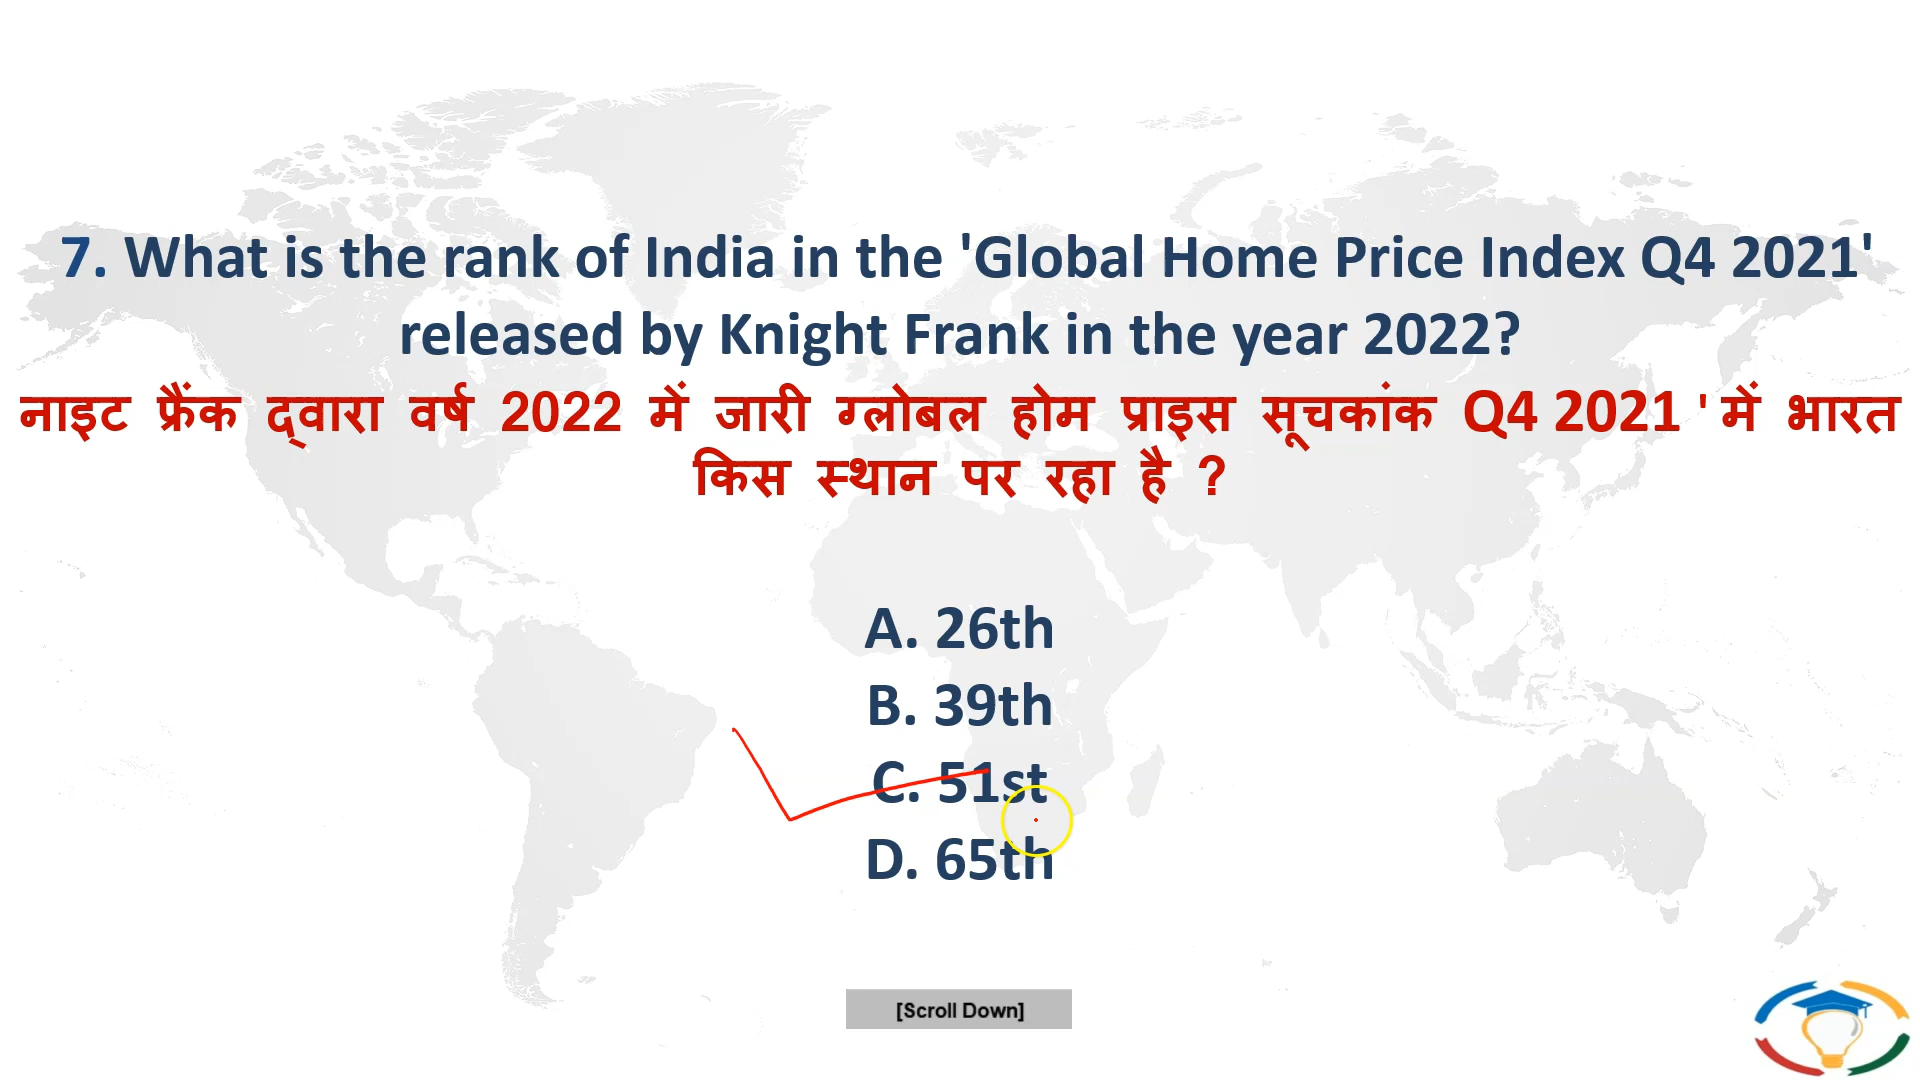 7. What is the rank of India in the 'Global Home Price Index Q4 2021'
released by Knight Frank in the year 2022?
नाइट फ्रैंक द्वारा वर्ष 2022 में जारी ग्लोबल होम प्राइस सूचकांक Q4 2021 ' में भारत
किस स्थान पर रहा है ?
A. 26th
B. 39th
C. 51st
D. 65th
[Scroll Down]